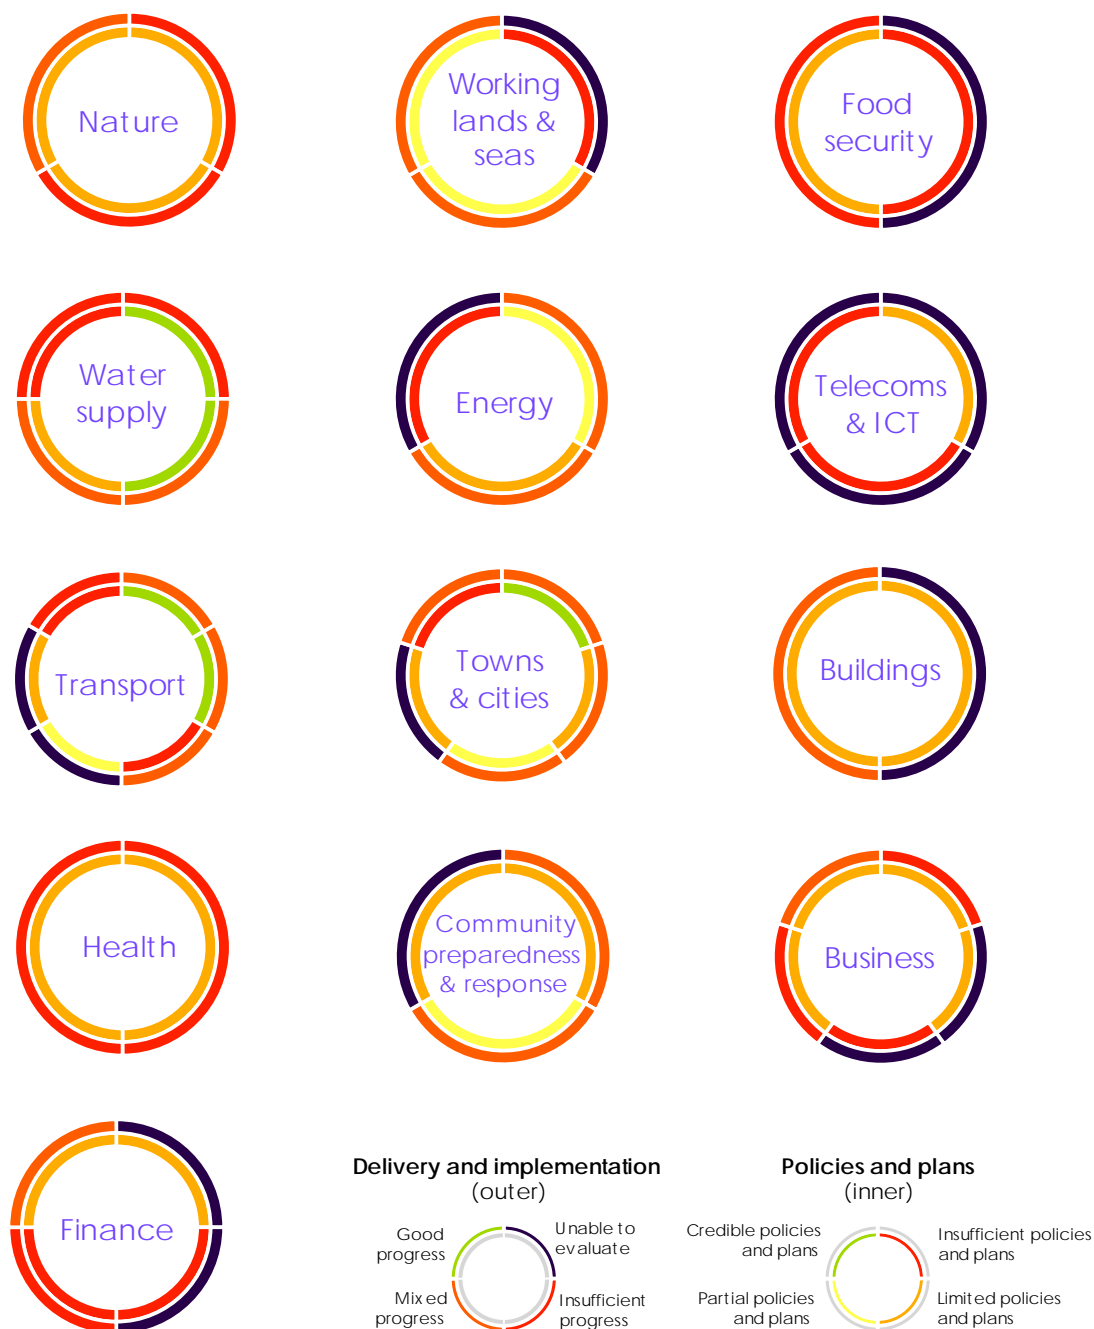 Nature
Working
lands &
seas
Food
security
Water
supply
Energy
Telecoms
& ICT
Transport
Towns
& cities
Buildings
Health
Community
preparedness
& response
Business
Finance
Delivery and implementation
(outer)
Good
progress
Unable to
evaluate
Mixed
progress
Insufficient
progress
Policies and plans
(inner)
Credible policies
and plans
Insufficient policies
and plans
Partial policies
and plans
Limited policies
and plans